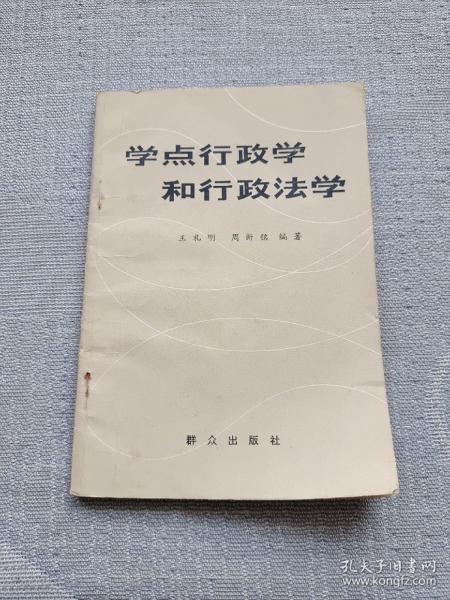 学点行政学
和行政法学
王礼明 周新铭 编著
群众出版社
孔夫子旧书网
www.kongfz.com